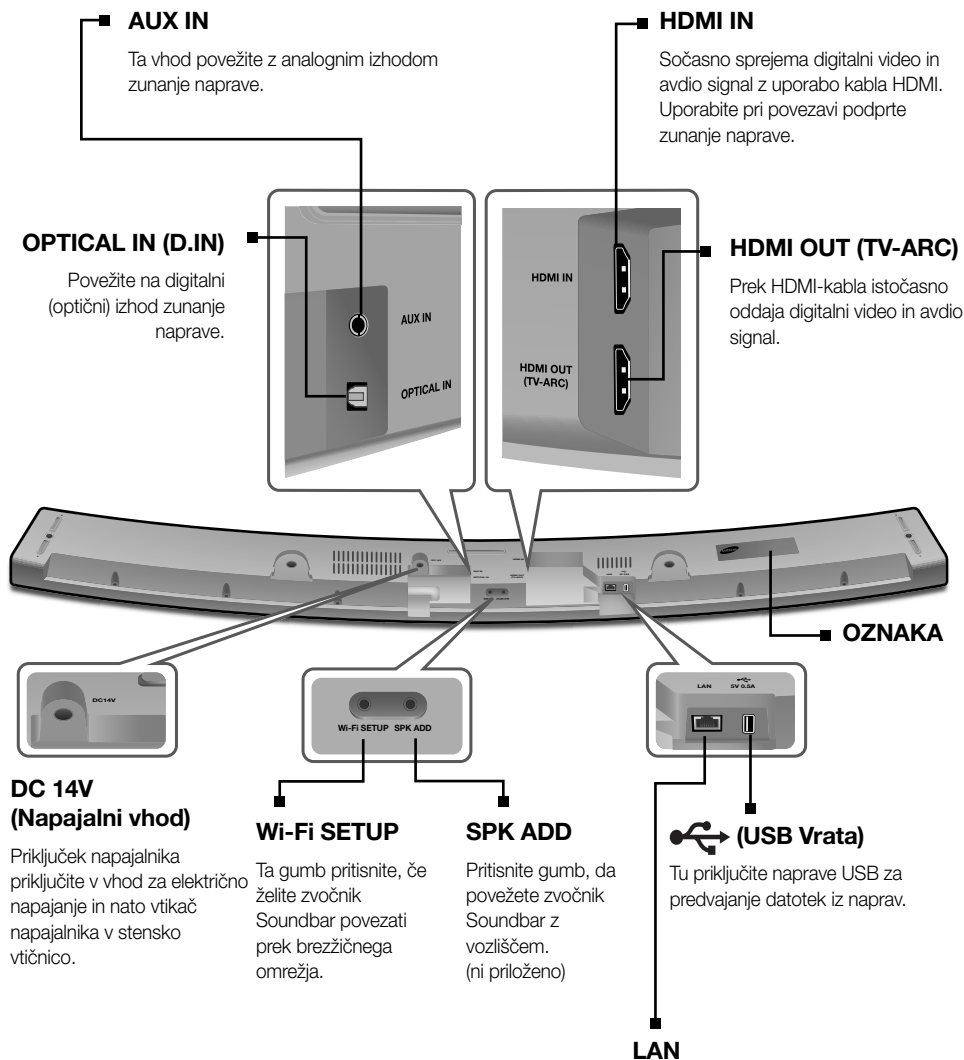 AUX IN
Ta vhod povežite z analognim izhodom
zunanje naprave.
HDMI IN
Sočasno sprejema digitalni video in
avdio signal z uporabo kabla HDMI.
Uporabite pri povezavi podprte
zunanje naprave.
OPTICAL IN (D.IN)
Povežite na digitalni
(optični) izhod zunanje
naprave.
HDMI OUT (TV-ARC)
Prek HDMI-kabla istočasno
oddaja digitalni video in avdio
signal.
AUX IN
OPTICAL IN
HDMI IN
HDMI OUT
(TV-ARC)
OZNAKA
DC14V
Wi-Fi SETUP SPK ADD
LAN
5V 0.5A
DC 14V
(Napajalni vhod)
Priključek napajalnika
priključite v vhod za električno
napajanje in nato vtikač
napajalnika v stensko
vtičnico.
Wi-Fi SETUP
Ta gumb pritisnite, če
želite zvočnik
Soundbar povezati
prek brezžičnega
omrežja.
SPK ADD
Pritisnite gumb, da
povežete zvočnik
Soundbar z
vozliščem.
(ni priloženo)
(USB Vrata)
Tu priključite naprave USB za
predvajanje datotek iz naprav.
LAN